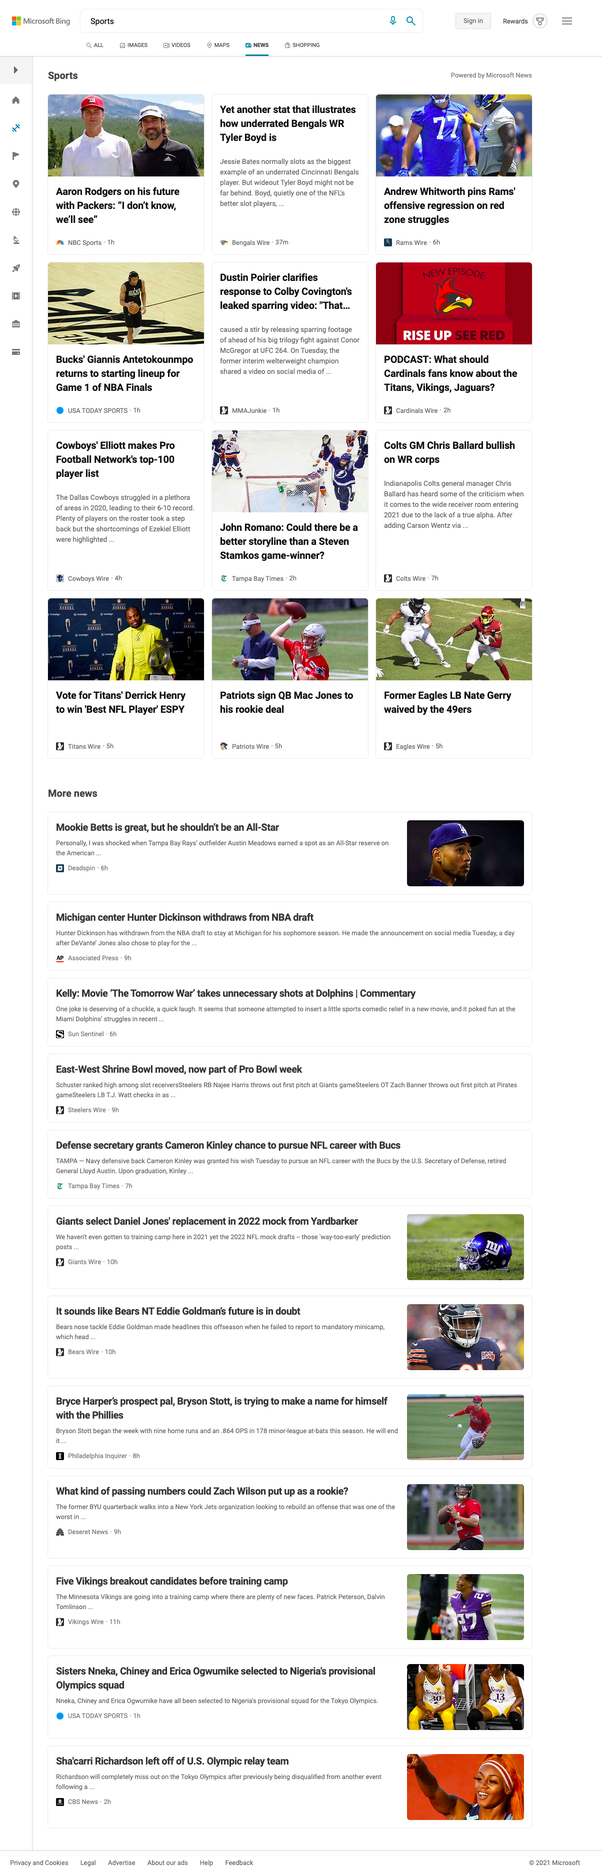 Microsoft Bing
Sports
Sign in
Rewards
ALL
IMAGES
VIDEOS
MAPS
NEWS
SHOPPING
Sports
Powered by Microsoft News
Aaron Rodgers on his future
with Packers: “I don’t know,
we’ll see”
NBC Sports · 1h
Yet another stat that illustrates
how underrated Bengals WR
Tyler Boyd is
Jessie Bates normally slots as the biggest
example of an underrated Cincinnati Bengals
player. But wideout Tyler Boyd might not be
far behind. Boyd, quietly one of the NFL’s
better slot players, ...
Bengals Wire · 37m
77
Andrew Whitworth pins Rams'
offensive regression on red
zone struggles
Rams Wire · 6h
Bucks' Giannis Antetokounmpo
returns to starting lineup for
Game 1 of NBA Finals
USA TODAY SPORTS · 1h
Dustin Poirier clarifies
response to Colby Covington's
leaked sparring video: "That...
caused a stir by releasing sparring footage
of ahead of his big trilogy fight against Conor
McGregor at UFC 264. On Tuesday, the
former interim welterweight champion
shared a video on social media of ...
MMAJunkie · 1h
NEW EPISODE
RISE UP SEE RED
PODCAST: What should
Cardinals fans know about the
Titans, Vikings, Jaguars?
Cardinals Wire · 2h
Cowboys' Elliott makes Pro
Football Network's top-100
player list
The Dallas Cowboys struggled in a plethora
of areas in 2020, leading to their 6-10 record.
Plenty of players on the roster took a step
back but the shortcomings of Ezekiel Elliott
were highlighted ...
Cowboys Wire · 4h
John Romano: Could there be a
better storyline than a Steven
Stamkos game-winner?
Tampa Bay Times · 2h
Colts GM Chris Ballard bullish
on WR corps
Indianapolis Colts general manager Chris
Ballard has heard some of the criticism when
it comes to the wide receiver room entering
2021 due to the lack of a true alpha. After
adding Carson Wentz via ...
Colts Wire · 7h
Vote for Titans' Derrick Henry
to win 'Best NFL Player' ESPY
Titans Wire · 5h
Patriots sign QB Mac Jones to
his rookie deal
Patriots Wire · 5h
47
Former Eagles LB Nate Gerry
waived by the 49ers
Eagles Wire · 5h
More news
Mookie Betts is great, but he shouldn’t be an All-Star
Personally, I was shocked when Tampa Bay Rays’ outfielder Austin Meadows earned a spot as an All-Star reserve on
the American ...
Deadspin · 6h
Michigan center Hunter Dickinson withdraws from NBA draft
Hunter Dickinson has withdrawn from the NBA draft to stay at Michigan for his sophomore season. He made the announcement on social media Tuesday, a day
after DeVante’ Jones also chose to play for the ...
AP
Associated Press · 9h
Kelly: Movie ‘The Tomorrow War’ takes unnecessary shots at Dolphins | Commentary
One joke is deserving of a chuckle, a quick laugh. It seems that someone attempted to insert a little sports comedic relief in a new movie, and it poked fun at the
Miami Dolphins’ struggles in recent ...
Sun Sentinel · 6h
East-West Shrine Bowl moved, now part of Pro Bowl week
Schuster ranked high among slot receiversSteelers RB Najee Harris throws out first pitch at Giants gameSteelers OT Zach Banner throws out first pitch at Pirates
gameSteelers LB T.J. Watt checks in as ...
Steelers Wire · 9h
Defense secretary grants Cameron Kinley chance to pursue NFL career with Bucs
TAMPA — Navy defensive back Cameron Kinley was granted his wish Tuesday to pursue an NFL career with the Bucs by the U.S. Secretary of Defense, retired
General Lloyd Austin. Upon graduation, Kinley ...
Tampa Bay Times · 7h
Giants select Daniel Jones' replacement in 2022 mock from Yardbarker
We haven't even gotten to training camp here in 2021 yet the 2022 NFL mock drafts -- those 'way-too-early' prediction
posts ...
Giants Wire · 10h
ny
It sounds like Bears NT Eddie Goldman’s future is in doubt
Bears nose tackle Eddie Goldman made headlines this offseason when he failed to report to mandatory minicamp,
which head ...
Bears Wire · 10h
Bryce Harper’s prospect pal, Bryson Stott, is trying to make a name for himself
with the Phillies
Bryson Stott began the week with nine home runs and an .864 OPS in 178 minor-league at-bats this season. He will end
it ...
Philadelphia Inquirer · 8h
What kind of passing numbers could Zach Wilson put up as a rookie?
The former BYU quarterback walks into a New York Jets organization looking to rebuild an offense that was one of the
worst in ...
Deseret News · 9h
2
Five Vikings breakout candidates before training camp
The Minnesota Vikings are going into a training camp where there are plenty of new faces. Patrick Peterson, Dalvin
Tomlinson ...
Vikings Wire · 11h
27
Sisters Nneka, Chiney and Erica Ogwumike selected to Nigeria's provisional
Olympics squad
Nneka, Chiney and Erica Ogwumike have all been selected to Nigeria's provisional squad for the Tokyo Olympics.
USA TODAY SPORTS · 1h
30
13
Sha'carri Richardson left off of U.S. Olympic relay team
Richardson will completely miss out on the Tokyo Olympics after previously being disqualified from another event
following a ...
CBS News · 2h
Privacy and Cookies
Legal
Advertise
About our ads
Help
Feedback
© 2021 Microsoft